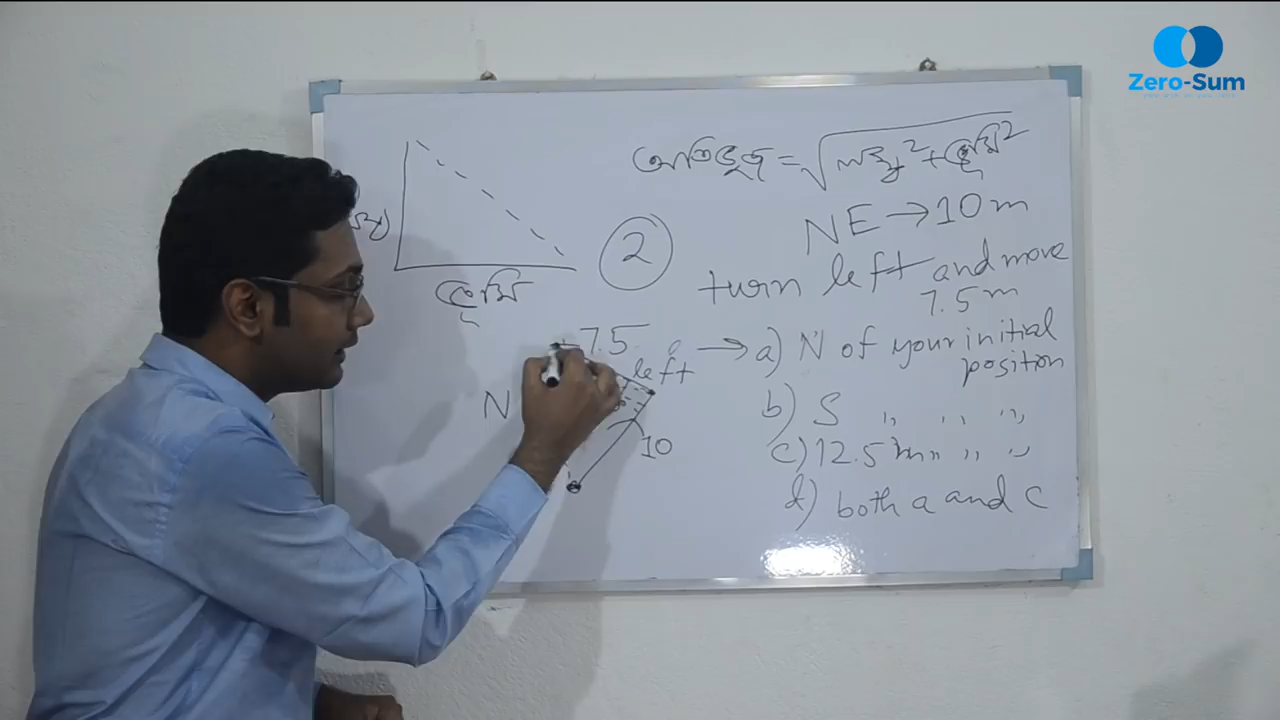 Zero-Sum
অতিভুজ = √লম্ব² + ভূমি²
ভূমি
2
NE → 10 m
turn left and move
7.5 m
→ a) N of your initial
position
b) S " " "
c) 12.5 m " " "
d) both a and c
7.5
left
N
10